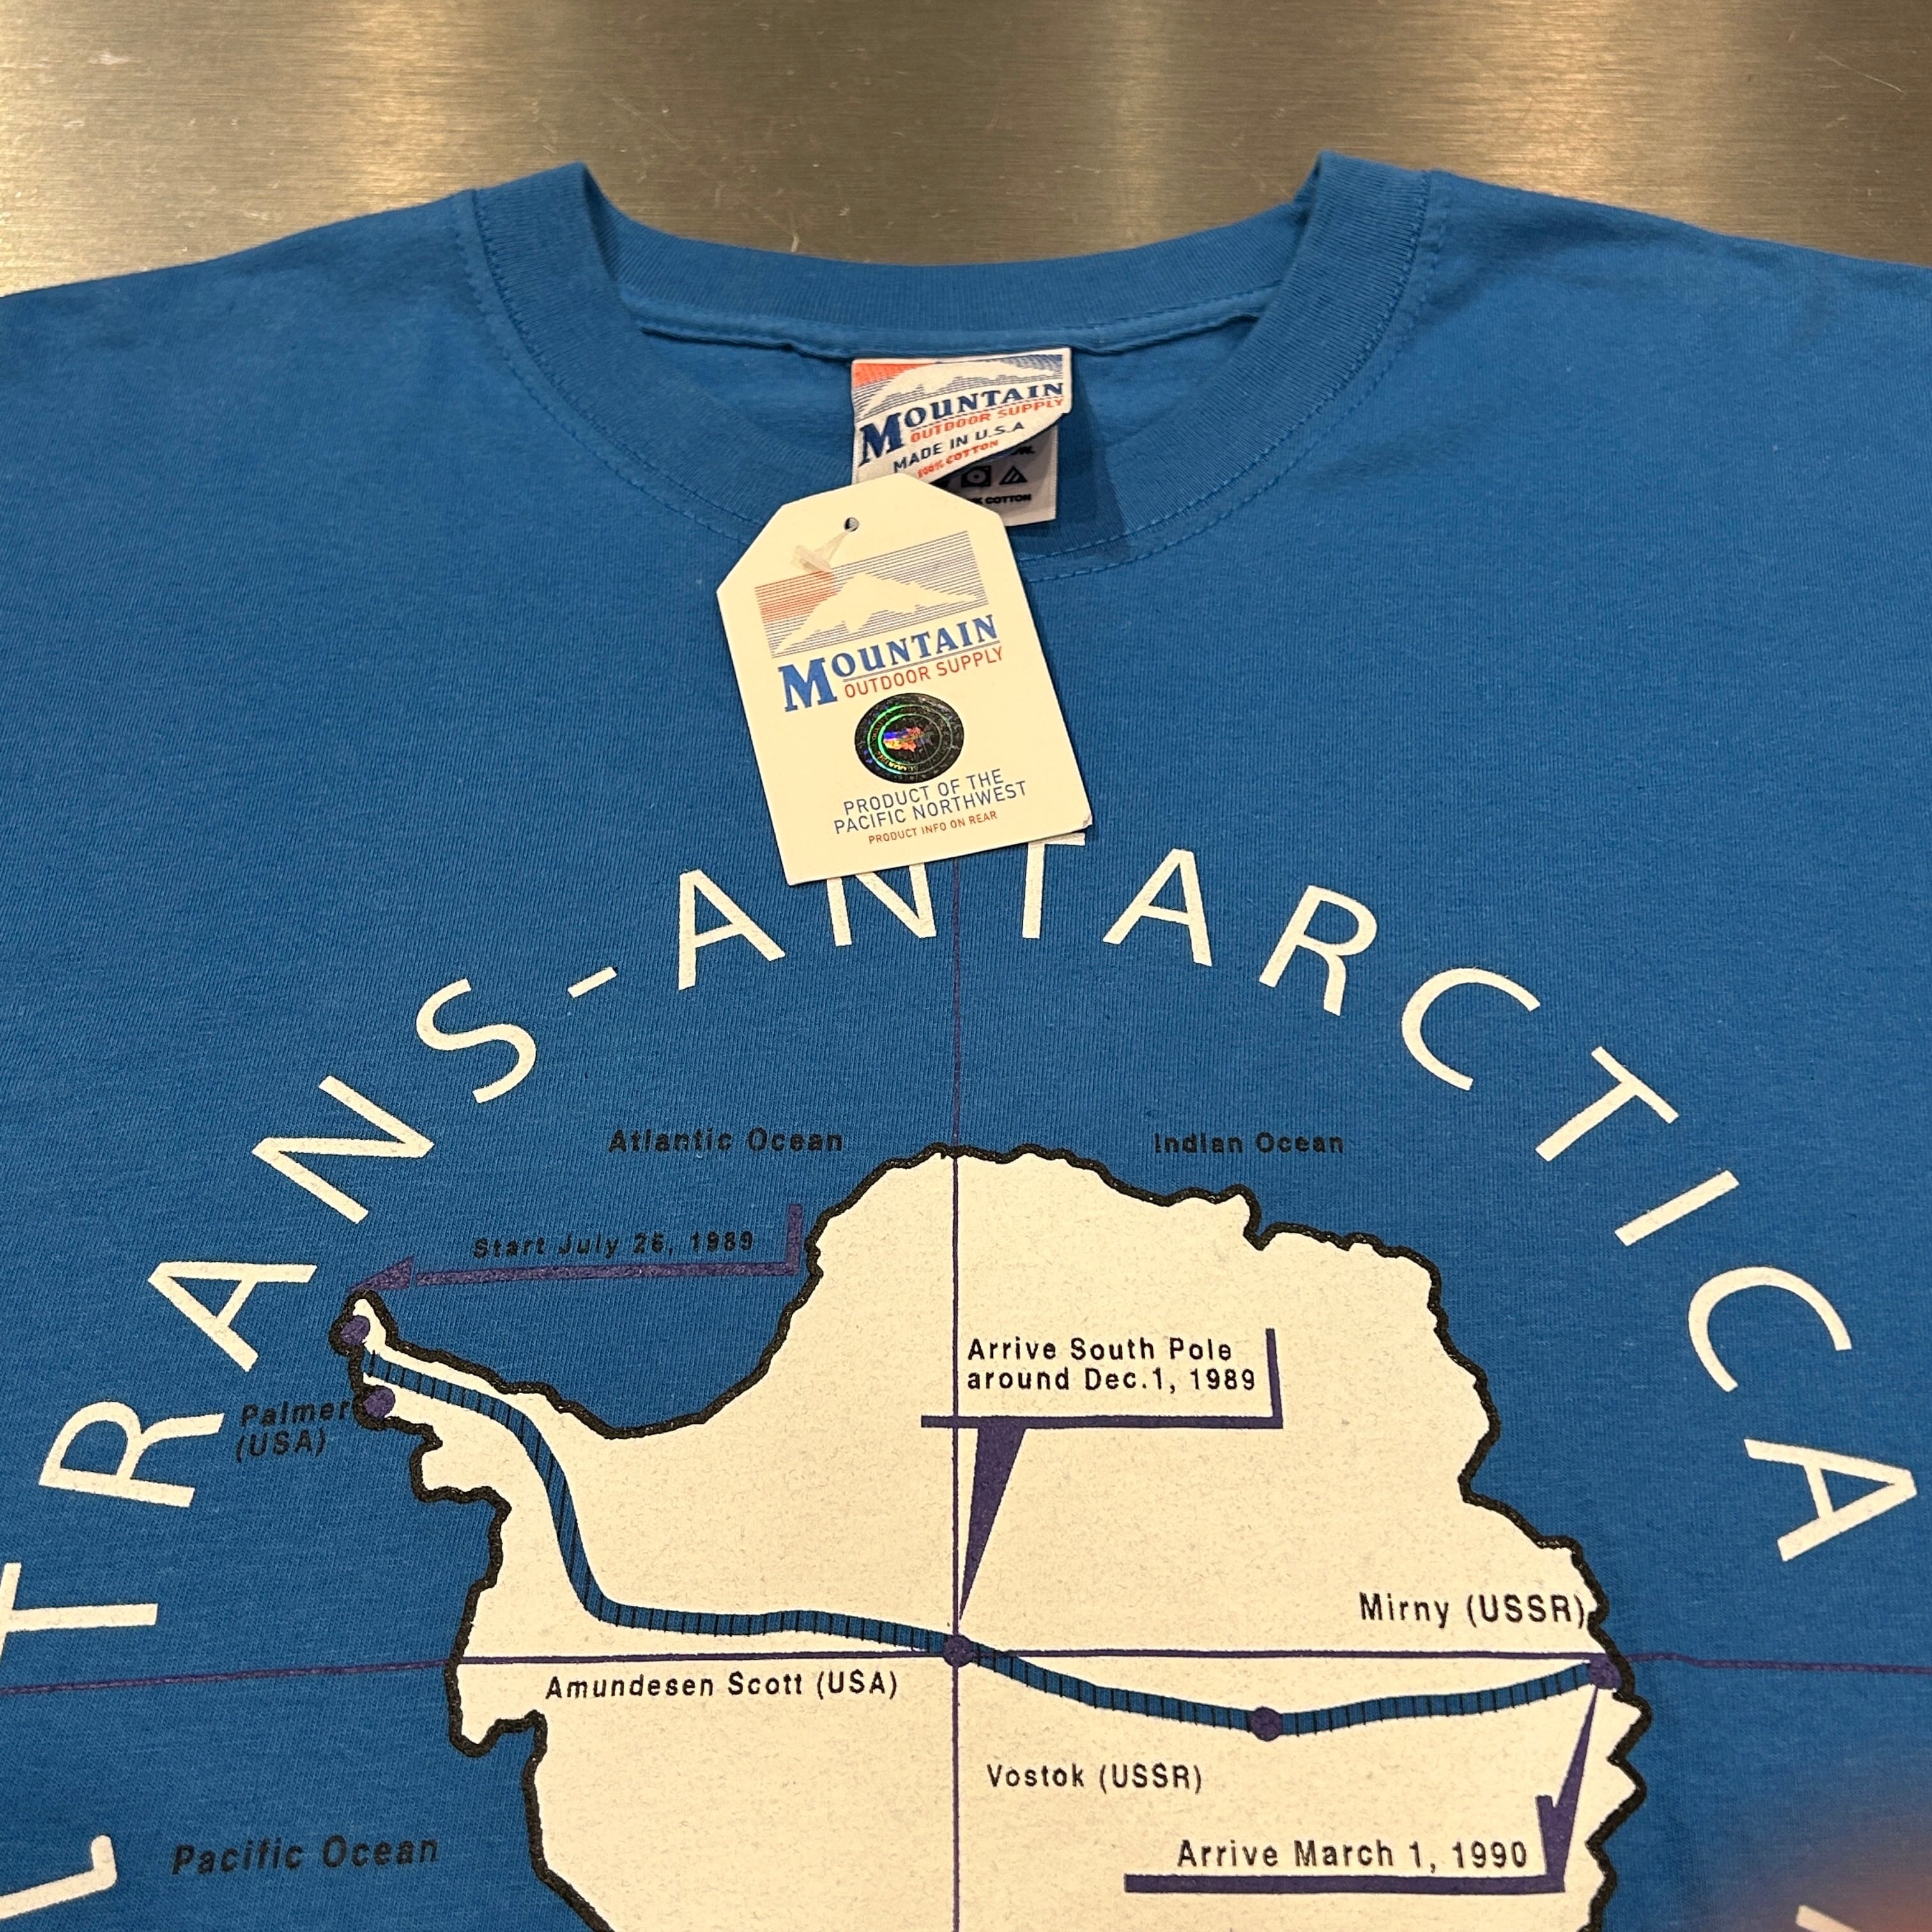 MOUNTAIN
OUTDOOR SUPPLY
MADE IN U.S.A
100% COTTON
COTTON
MOUNTAIN
OUTDOOR SUPPLY
PRODUCT OF THE
PACIFIC NORTHWEST
PRODUCT INFO ON REAR
TRANS-ANTARCTICA
Atlantic Ocean
Indian Ocean
Start July 26, 1989
Arrive South Pole
around Dec.1, 1989
Palmer
(USA)
Mirny (USSR)
Amundesen Scott (USA)
Vostok (USSR)
Pacific Ocean
Arrive March 1, 1990